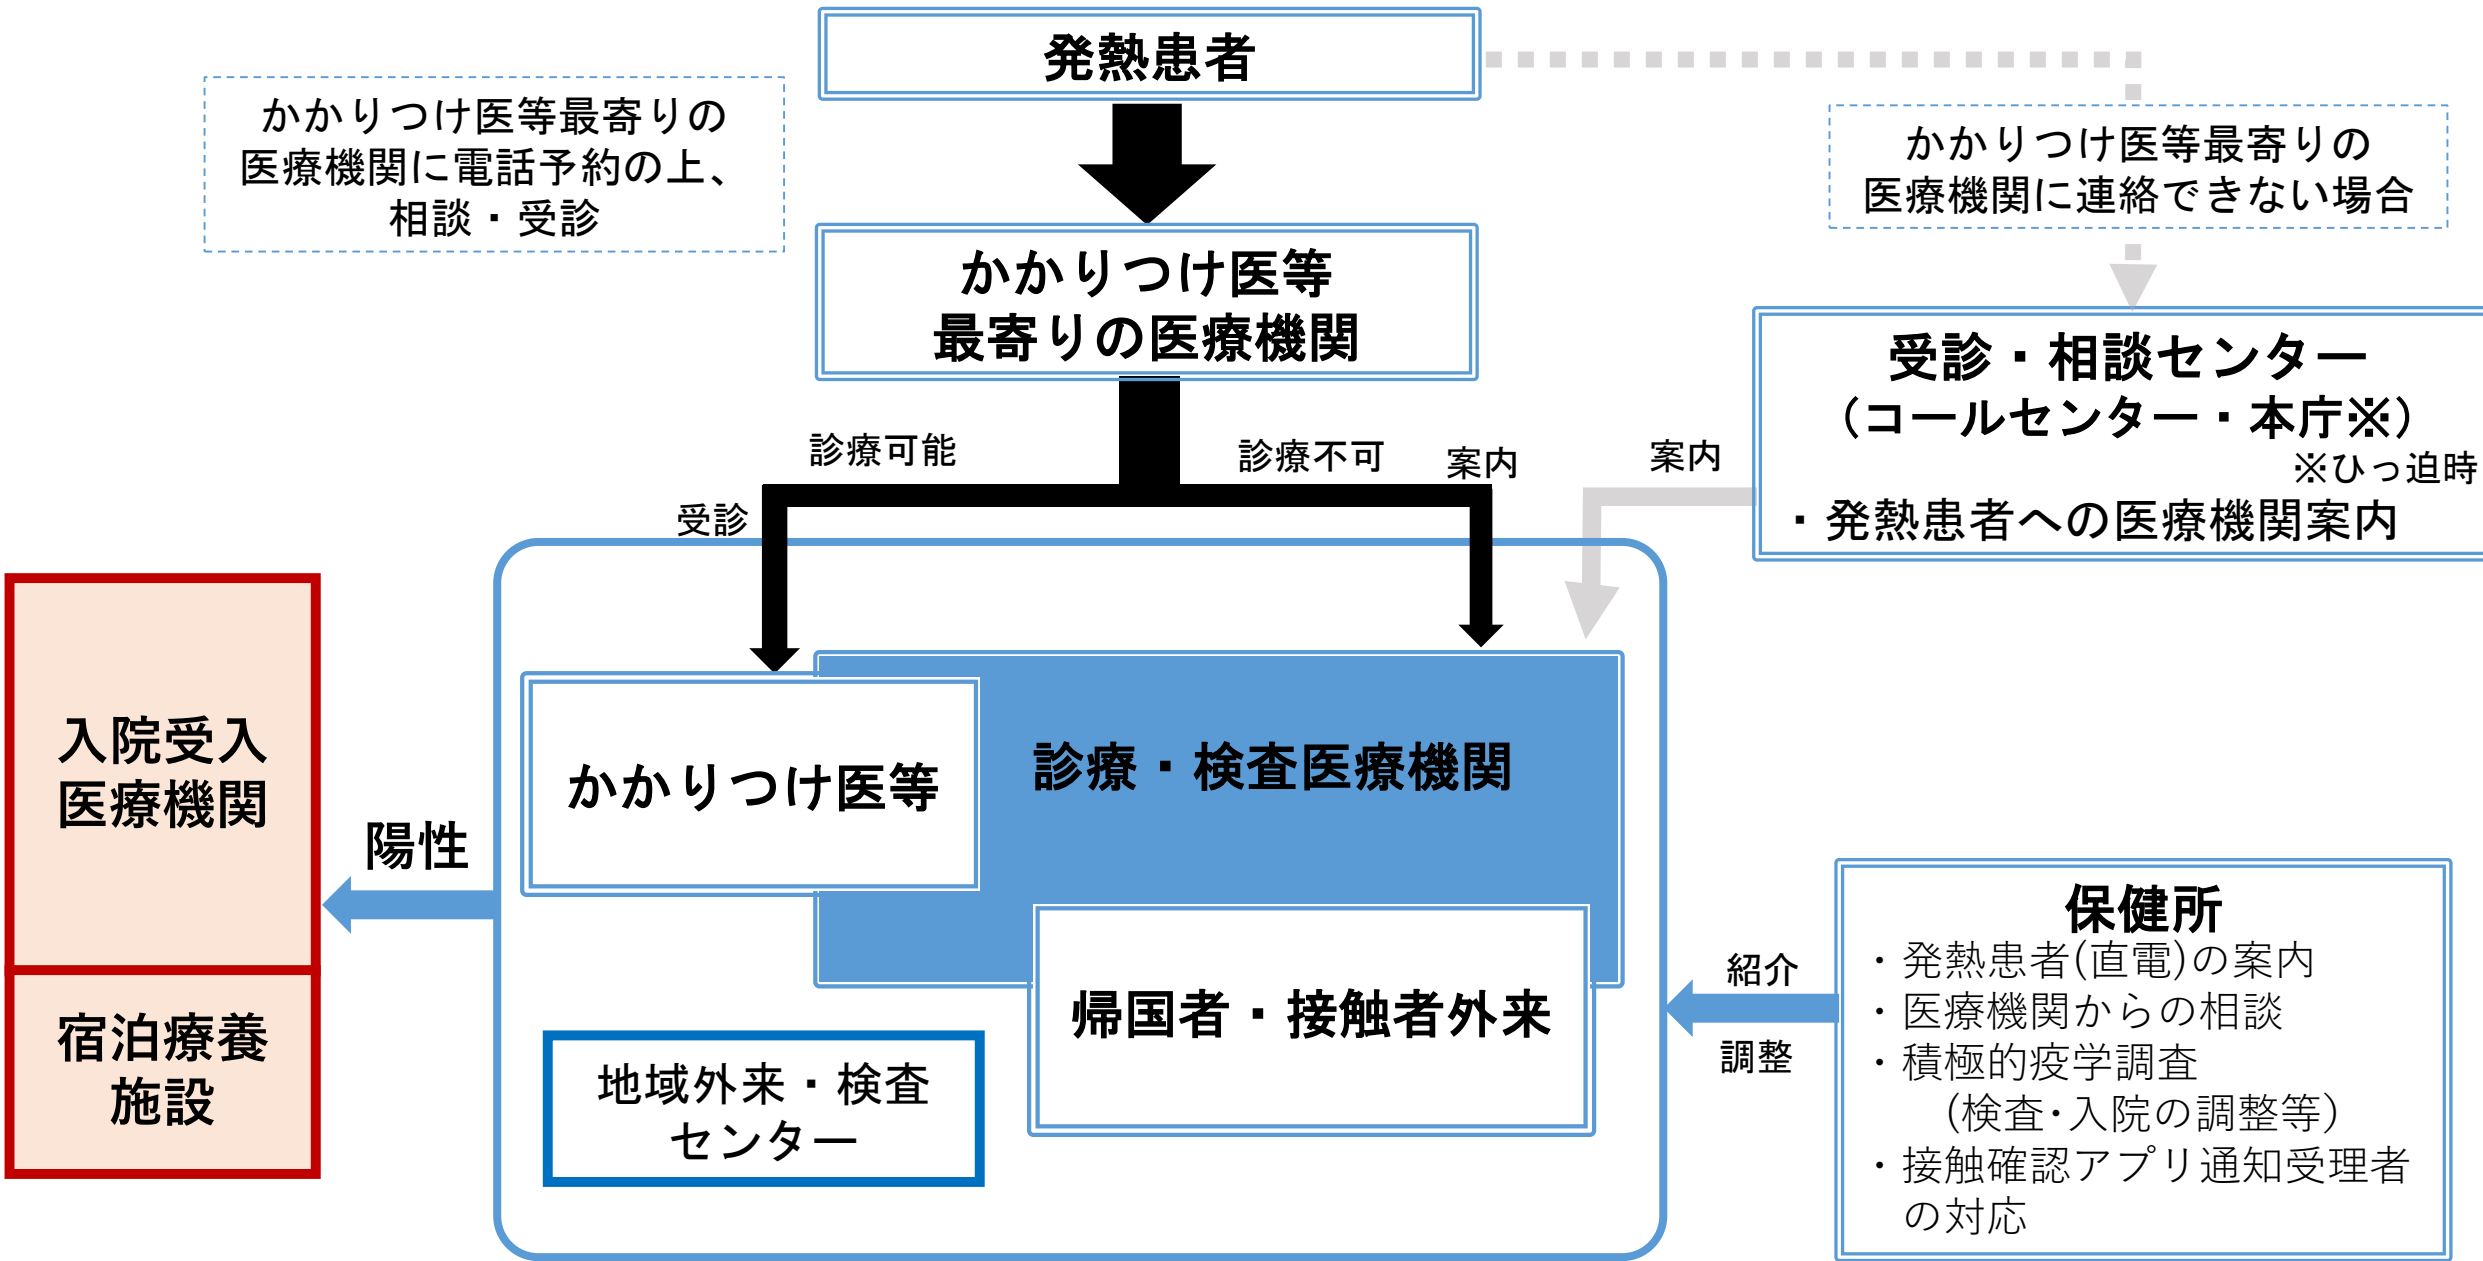 発熱患者
かかりつけ医等最寄りの
医療機関に電話予約の上、
相談・受診
かかりつけ医等最寄りの
医療機関に連絡できない場合
かかりつけ医等
最寄りの医療機関
受診・相談センター
（コールセンター・本庁※）
※ひっ迫時
・発熱患者への医療機関案内
診療可能
診療不可
案内
案内
受診
入院受入
医療機関
陽性
宿泊療養
施設
かかりつけ医等
診療・検査医療機関
帰国者・接触者外来
地域外来・検査
センター
紹介
調整
保健所
・発熱患者(直電)の案内
・医療機関からの相談
・積極的疫学調査
（検査･入院の調整等）
・接触確認アプリ通知受理者
の対応